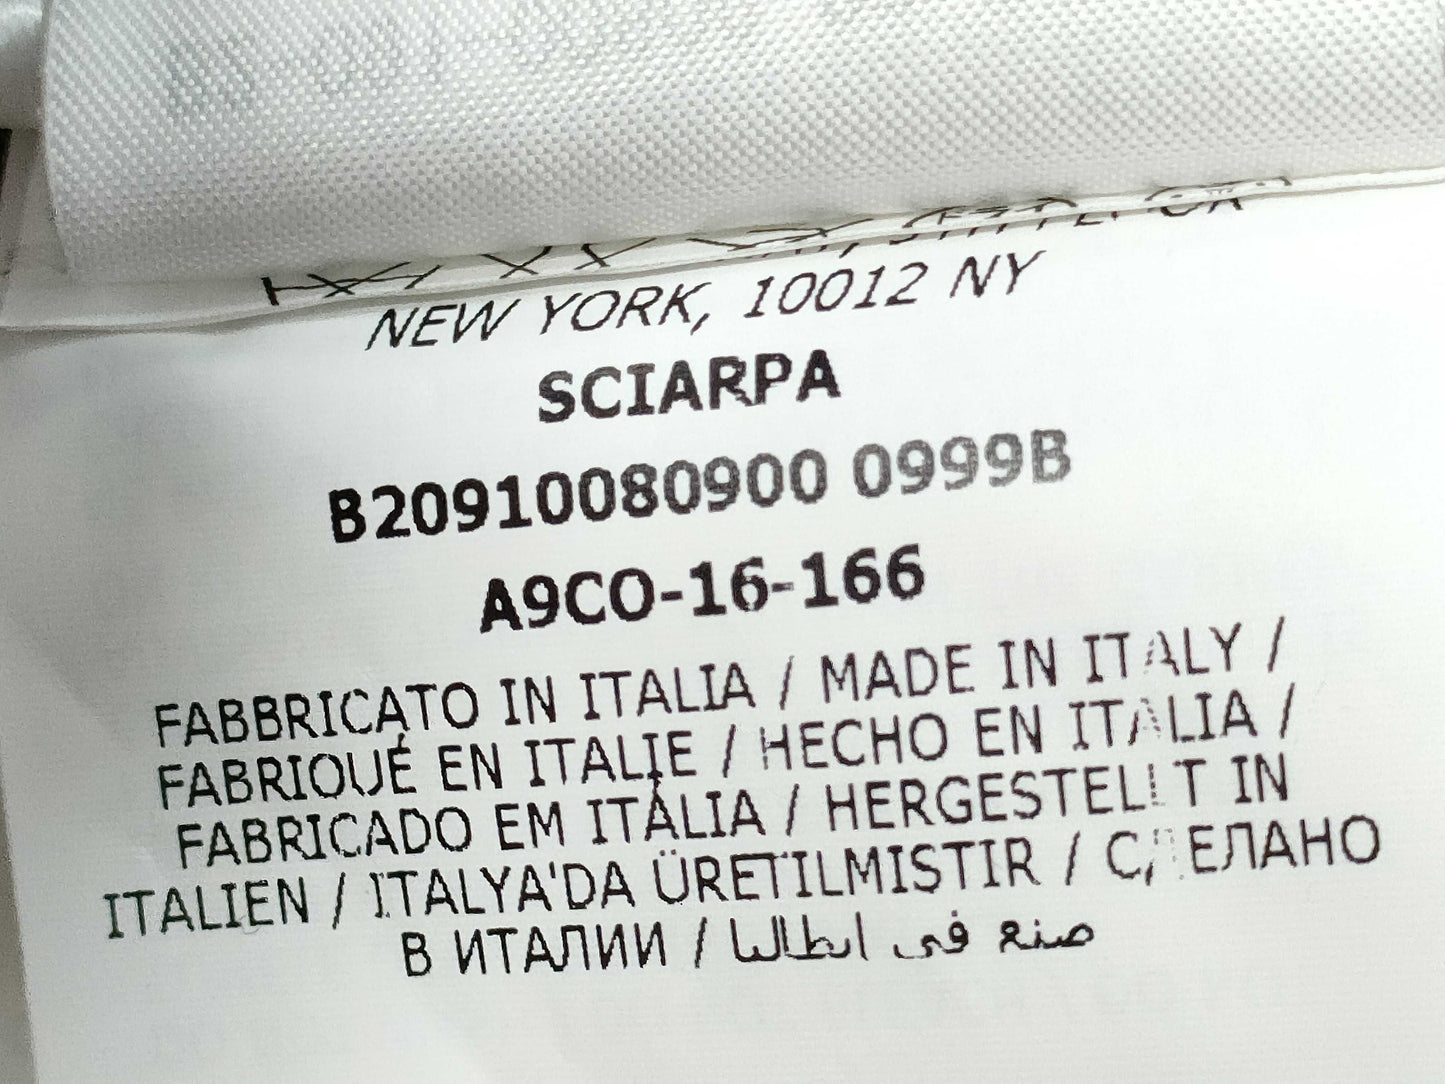 NEW YORK, 10012 NY
SCIARPA
B20910080900 0999B
A9CO-16-166
FABBRICATO IN ITALIA / MADE IN ITALY /
FABRIQUÉ EN ITALIE / HECHO EN ITALIA /
FABRICADO EM ITÁLIA / HERGESTELLT IN
ITALIEN / ITALYA'DA ÜRETILMISTIR / СДЕЛАНО
В ИТАЛИИ / صنع في ايطاليا